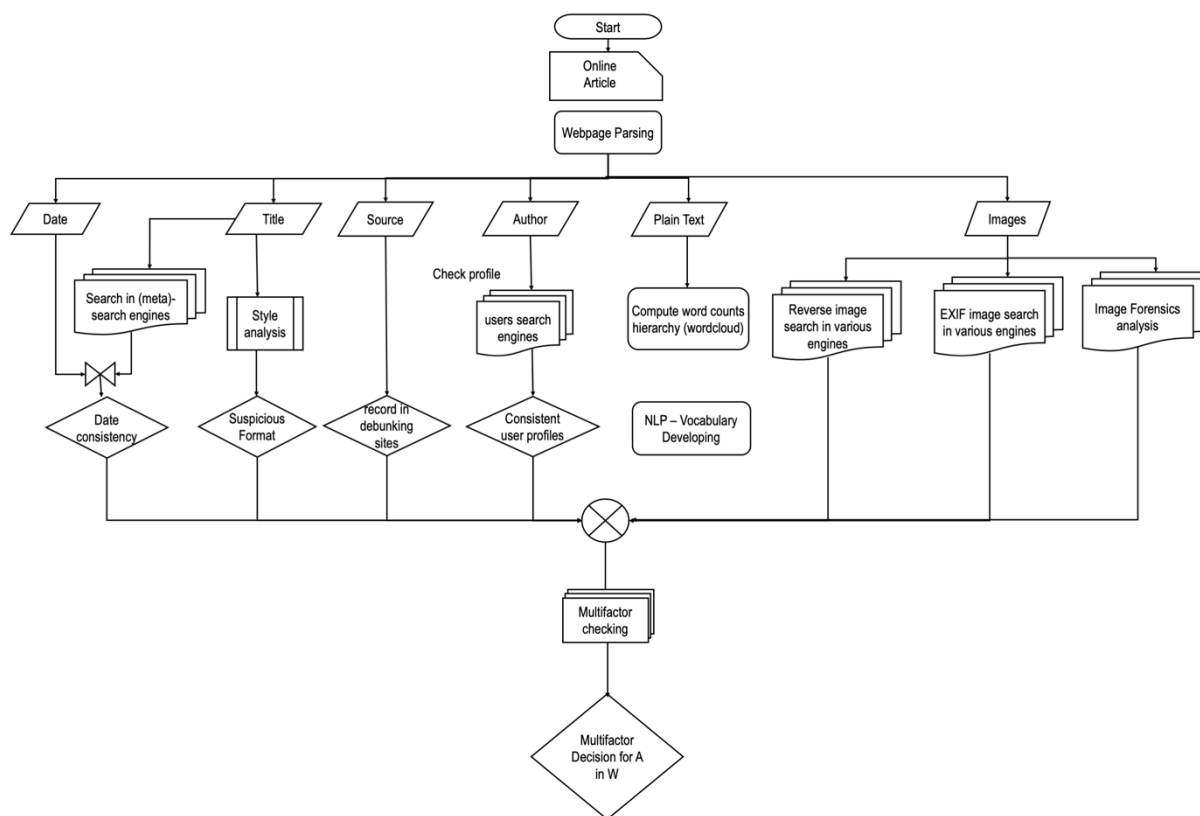 Start
Online
Article
Webpage Parsing
Date
Title
Source
Author
Plain Text
Images
Check profile
Search in (meta)-
search engines
Style
analysis
users search
engines
Compute word counts
hierarchy (wordcloud)
Reverse image
search in various
engines
EXIF image search
in various engines
Image Forensics
analysis
Date
consistency
Suspicious
Format
record in
debunking
sites
Consistent
user profiles
NLP – Vocabulary
Developing
Multifactor
checking
Multifactor
Decision for A
in W